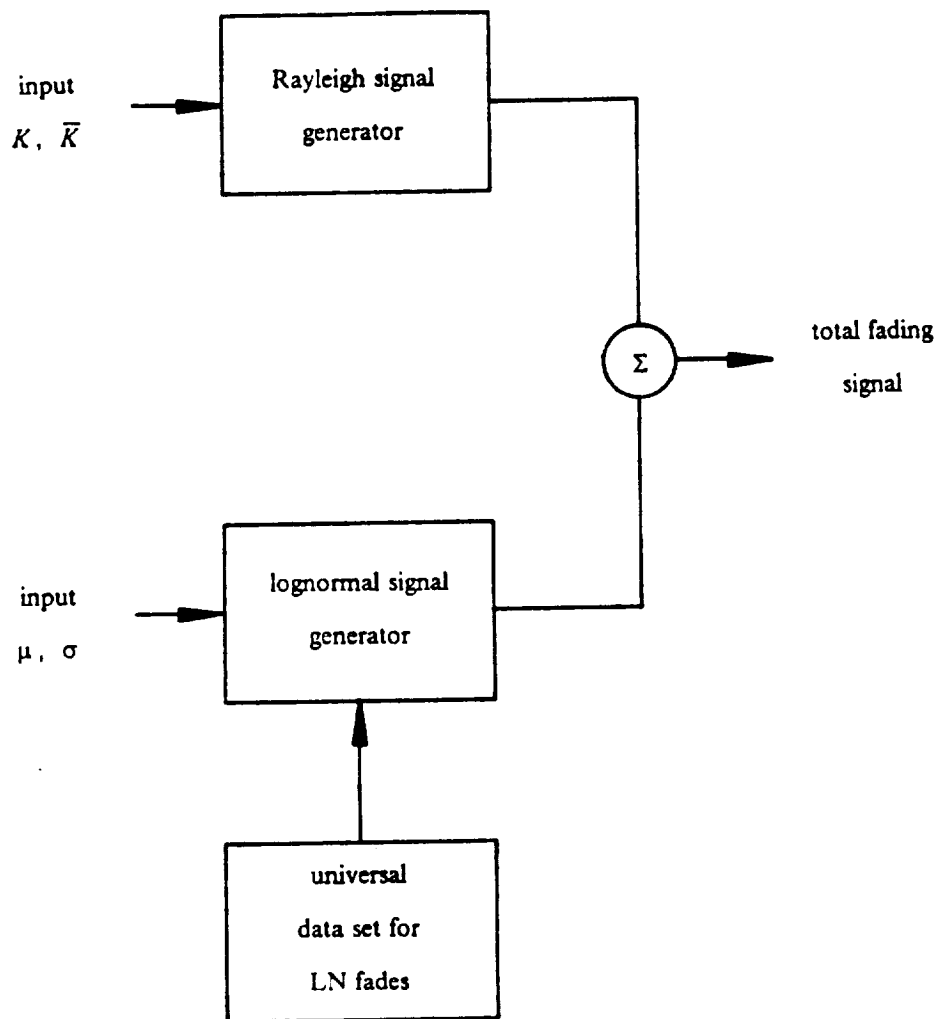 Rayleigh signal
generator
input
K, K̅
Σ
total fading
signal
lognormal signal
generator
input
μ, σ
universal
data set for
LN fades